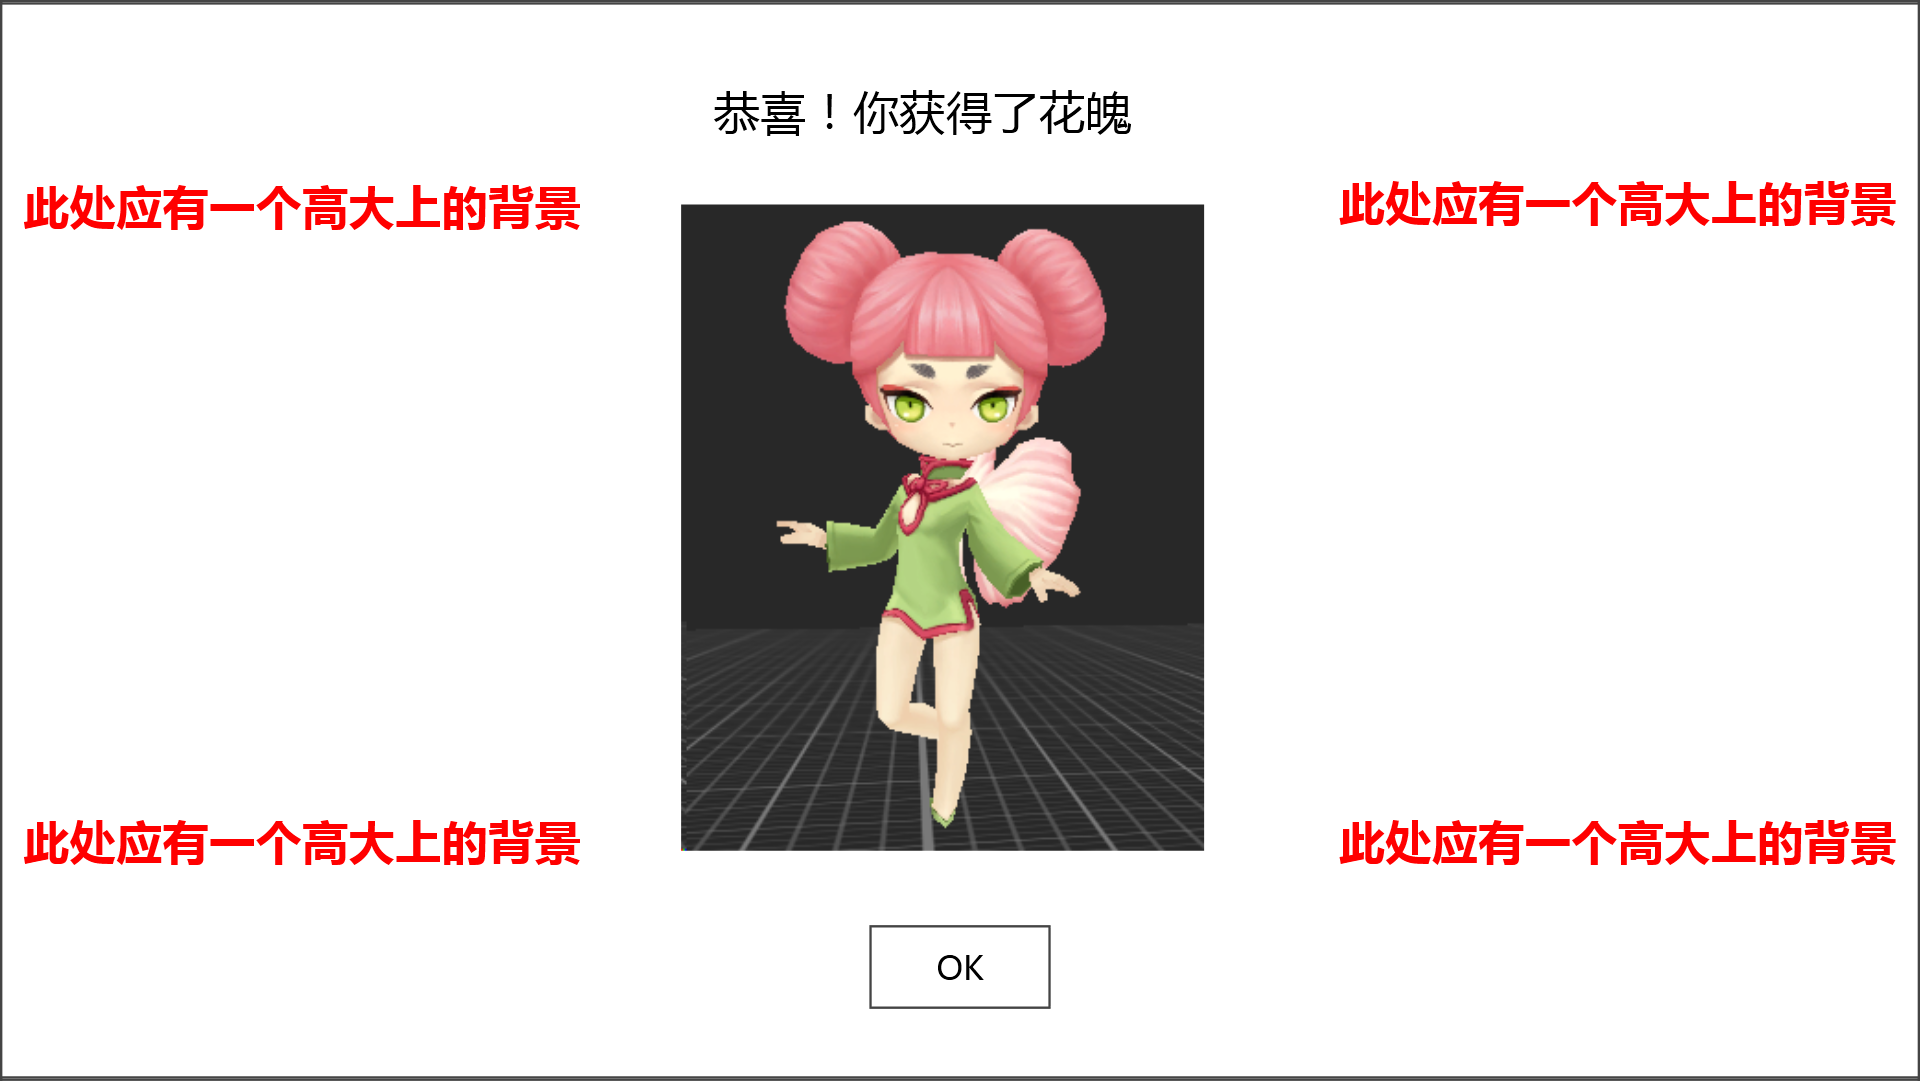 恭喜！你获得了花魄
此处应有一个高大上的背景
此处应有一个高大上的背景
此处应有一个高大上的背景
此处应有一个高大上的背景
OK